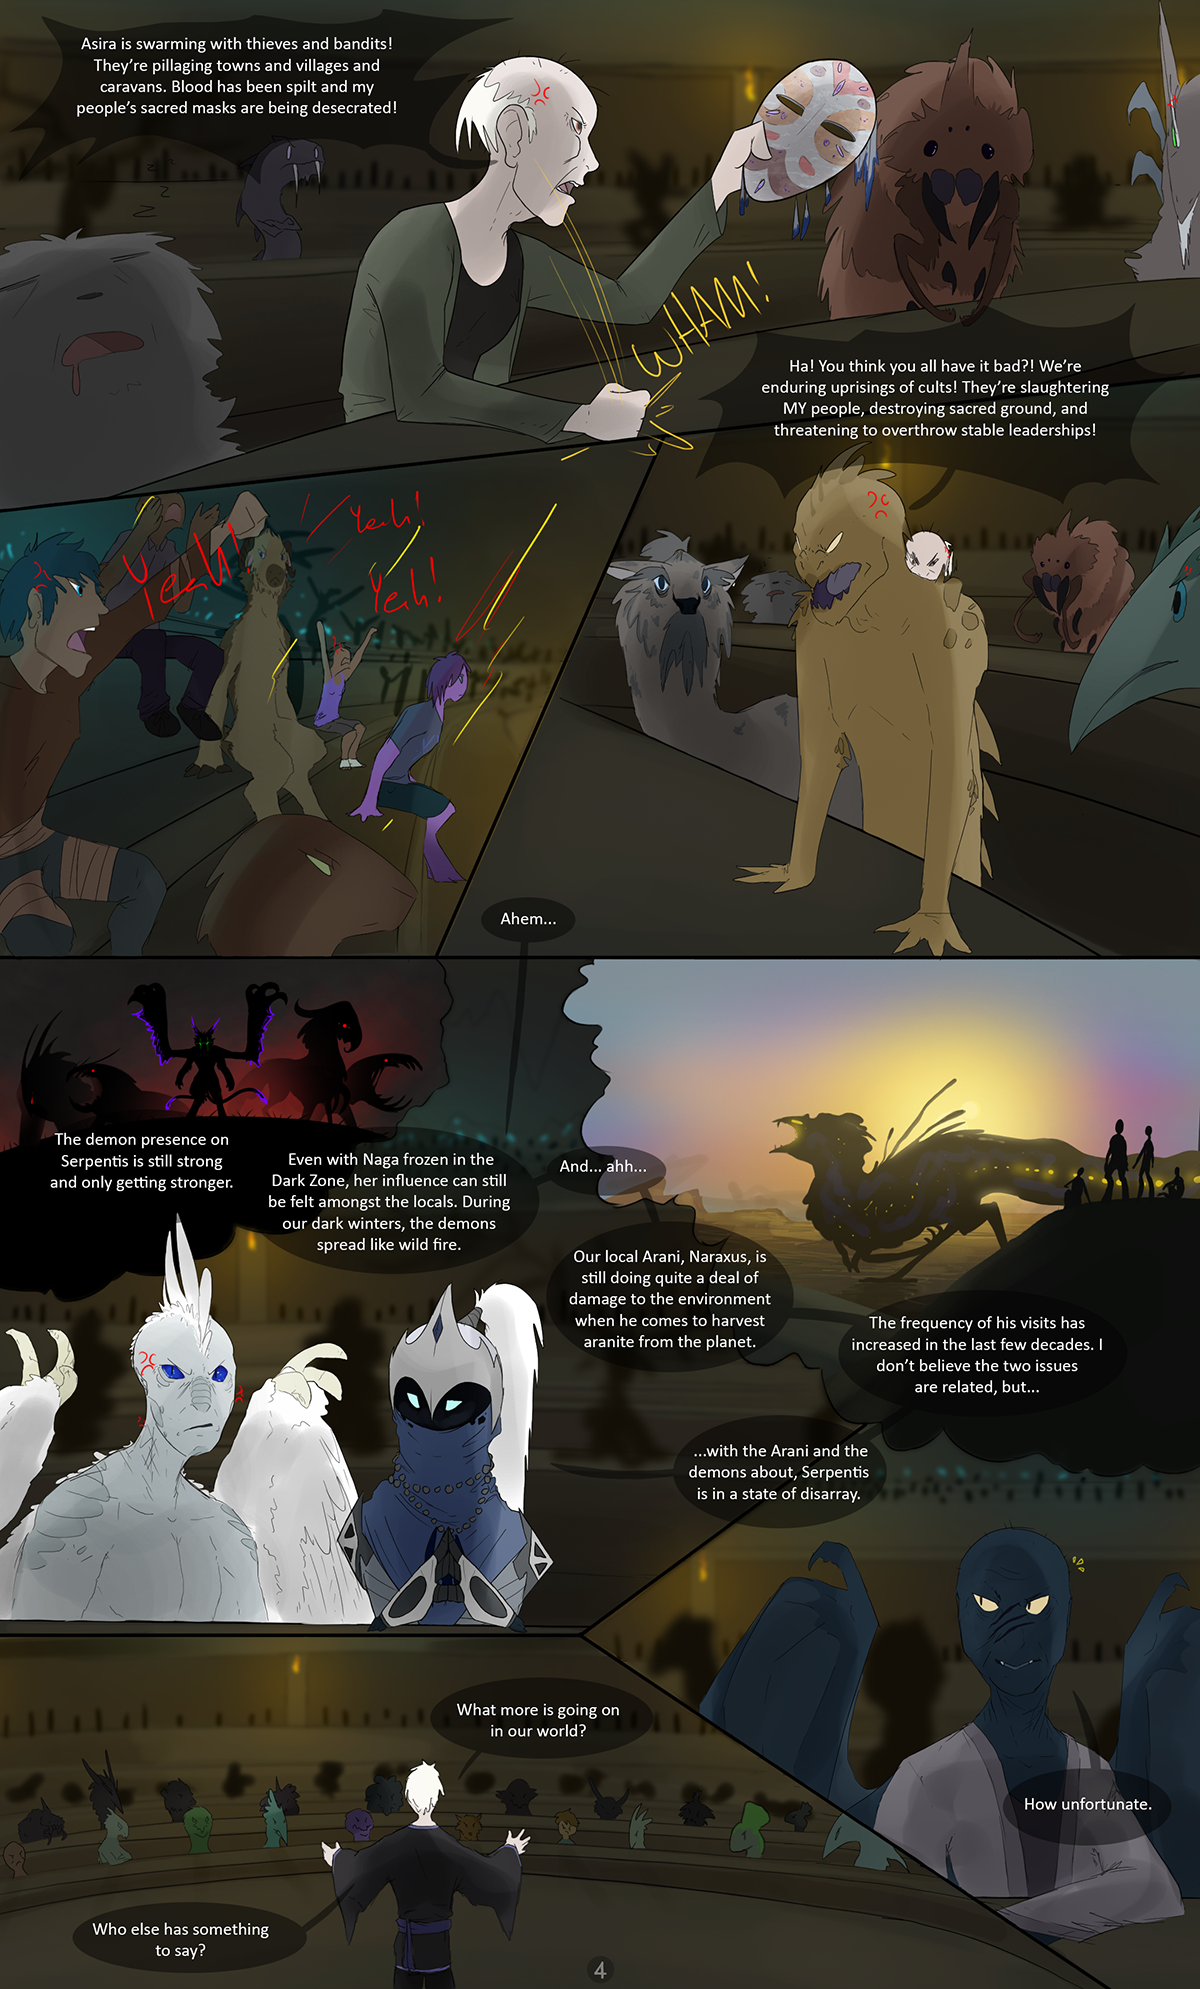 Asira is swarming with thieves and bandits!
They're pillaging towns and villages and
caravans. Blood has been spilt and my
people's sacred masks are being desecrated!
WHAM!
Ha! You think you all have it bad?! We're
enduring uprisings of cults! They're slaughtering
MY people, destroying sacred ground, and
threatening to overthrow stable leaderships!
Yeah!
Yeah!
Yeah!
Ahem...
The demon presence on
Serpentis is still strong
and only getting stronger.
Even with Naga frozen in the
Dark Zone, her influence can still
be felt amongst the locals. During
our dark winters, the demons
spread like wild fire.
And... ahh...
Our local Arani, Naraxus, is
still doing quite a deal of
damage to the environment
when he comes to harvest
aranite from the planet.
The frequency of his visits has
increased in the last few decades. I
don't believe the two issues
are related, but...
...with the Arani and the
demons about, Serpentis
is in a state of disarray.
How unfortunate.
What more is going on
in our world?
Who else has something
to say?
4